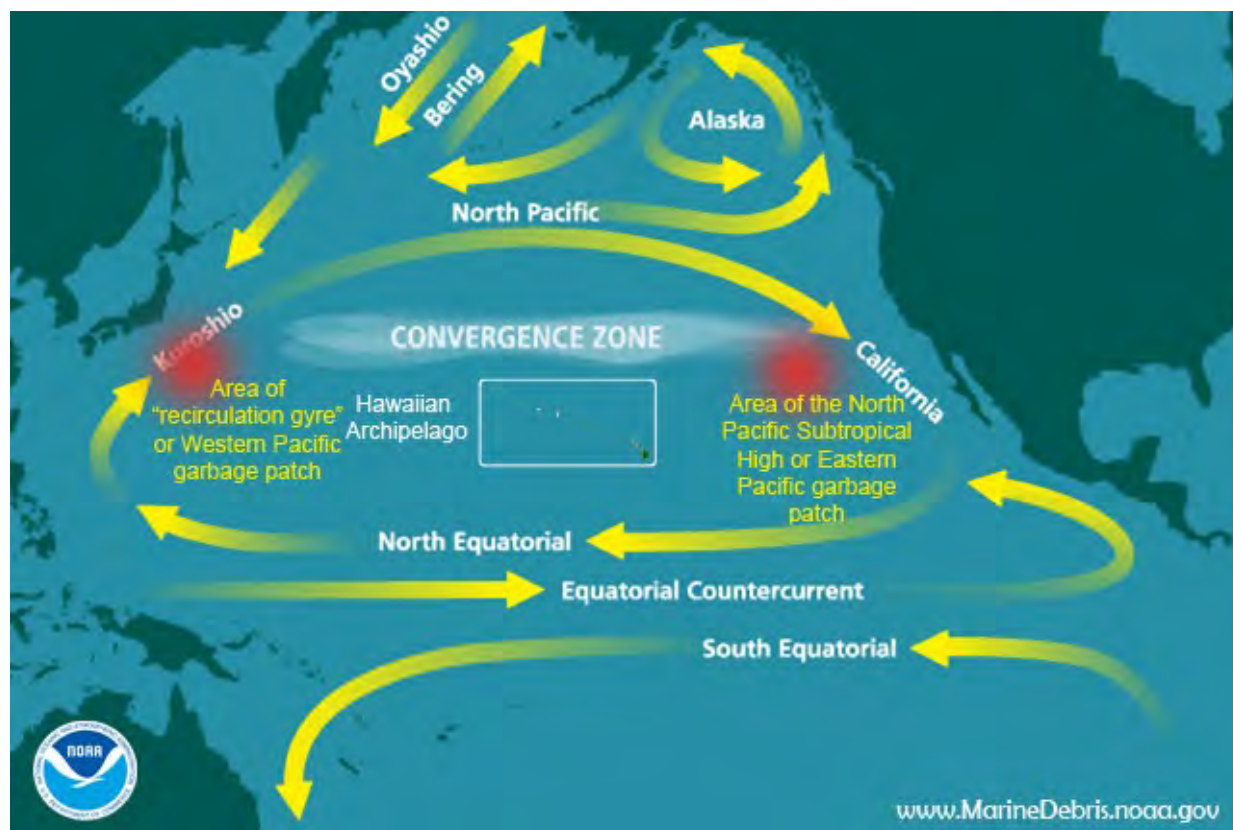 Oyashio
Bering
Alaska
North Pacific
Kuroshio
CONVERGENCE ZONE
California
Area of
“recirculation gyre”
or Western Pacific
garbage patch
Hawaiian
Archipelago
Area of the North
Pacific Subtropical
High or Eastern
Pacific garbage
patch
North Equatorial
Equatorial Countercurrent
South Equatorial
NOAA
www.MarineDebris.noaa.gov